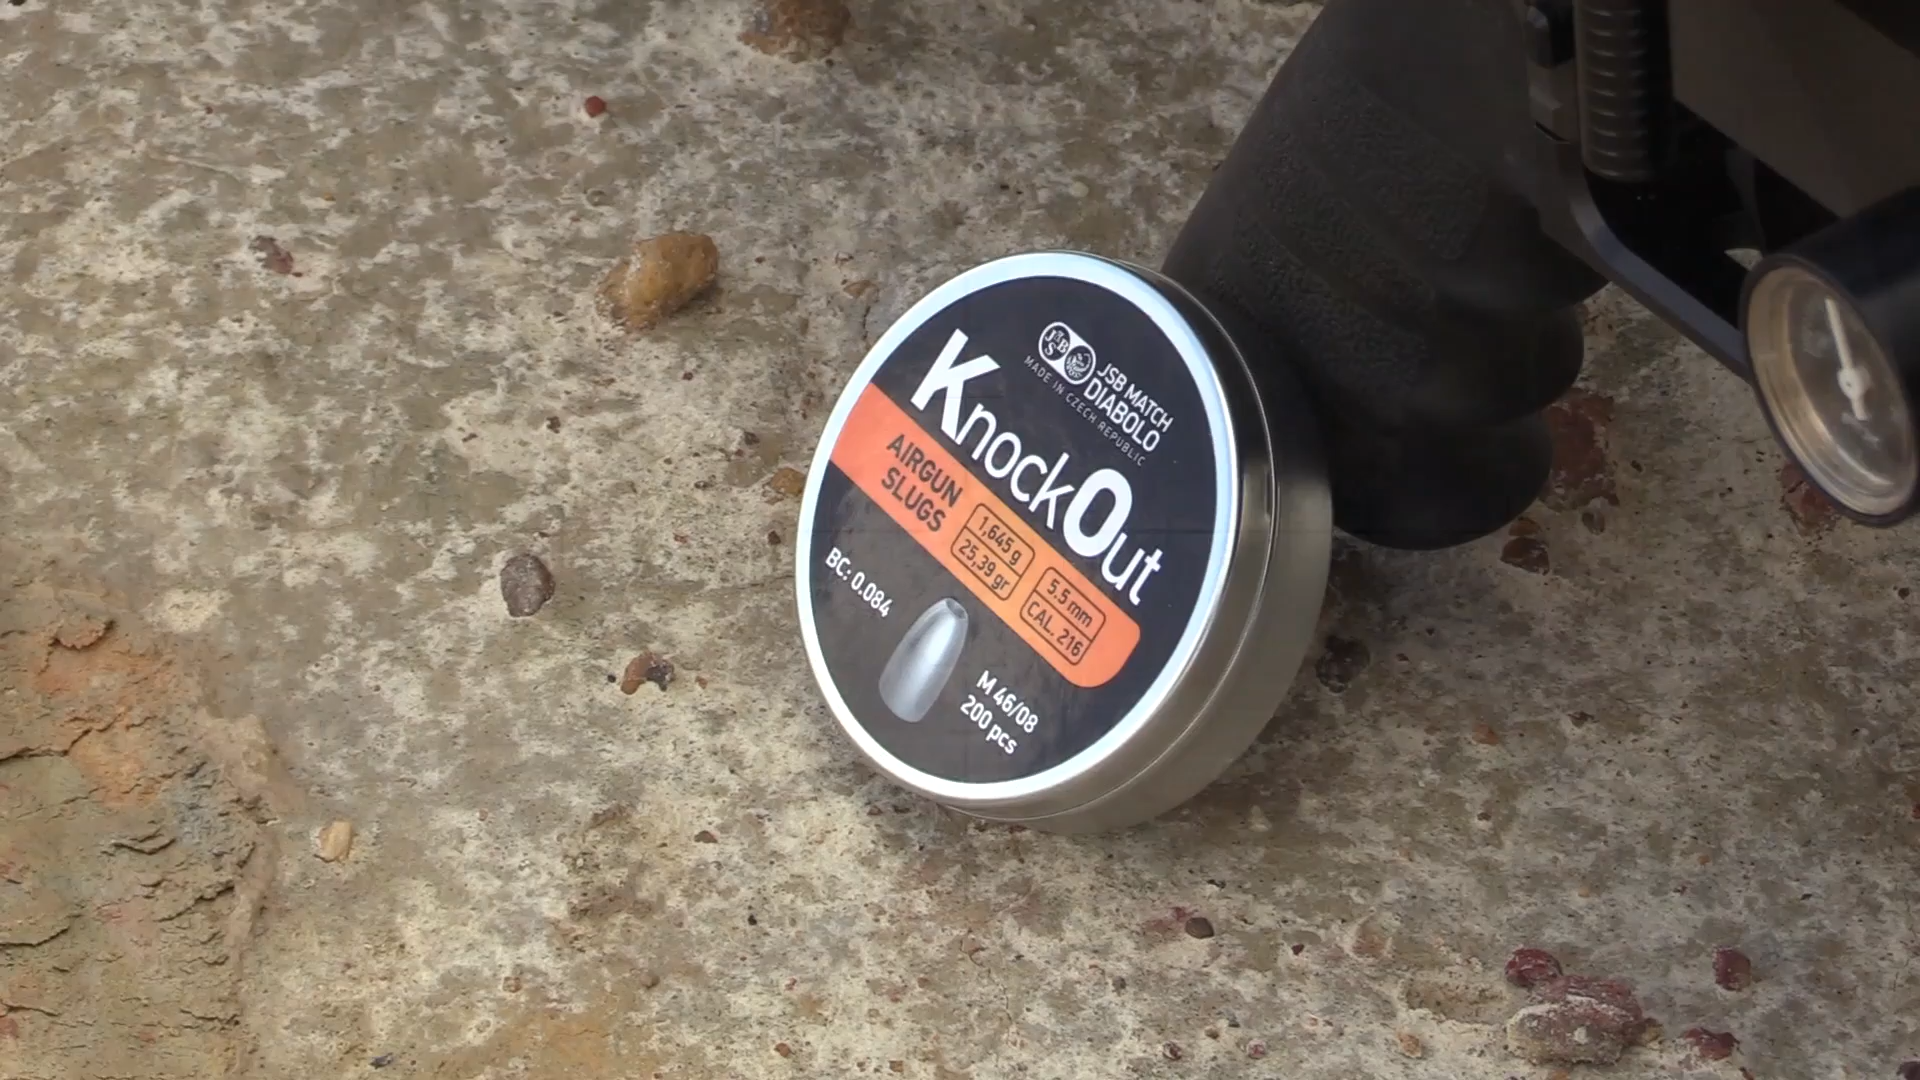 JSB
JSB MATCH
DIABOLO
MADE IN CZECH REPUBLIC
KnockOut
AIRGUN
SLUGS
1,645 g
25,39 gr
5.5 mm
CAL. 216
BC: 0.084
M 46/08
200 pcs